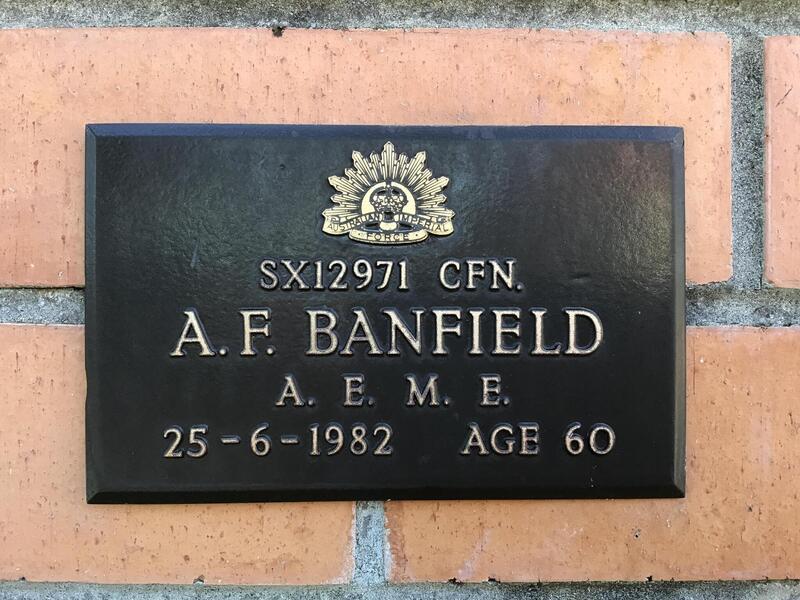 AUSTRALIAN IMPERIAL
FORCE
SX12971 CFN.
A.F. BANFIELD
A. E. M. E.
25-6-1982 AGE 60